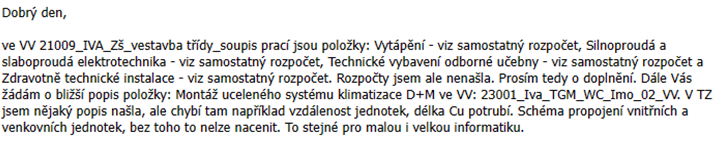 Dobrý den,
ve VV 21009_IVA_Zš_vestavba třídy_soupis prací jsou položky: Vytápění - viz samostatný rozpočet, Silnoproudá a
slaboproudá elektrotechnika - viz samostatný rozpočet, Technické vybavení odborné učebny - viz samostatný rozpočet a
Zdravotně technické instalace - viz samostatný rozpočet. Rozpočty jsem ale nenašla. Prosím tedy o doplnění. Dále Vás
žádám o bližší popis položky: Montáž uceleného systému klimatizace D+M ve VV: 23001_Iva_TGM_WC_Imo_02_VV. V TZ
jsem nějaký popis našla, ale chybí tam například vzdálenost jednotek, délka Cu potrubí. Schéma propojení vnitřních a
venkovních jednotek, bez toho to nelze nacenit. To stejné pro malou i velkou informatiku.